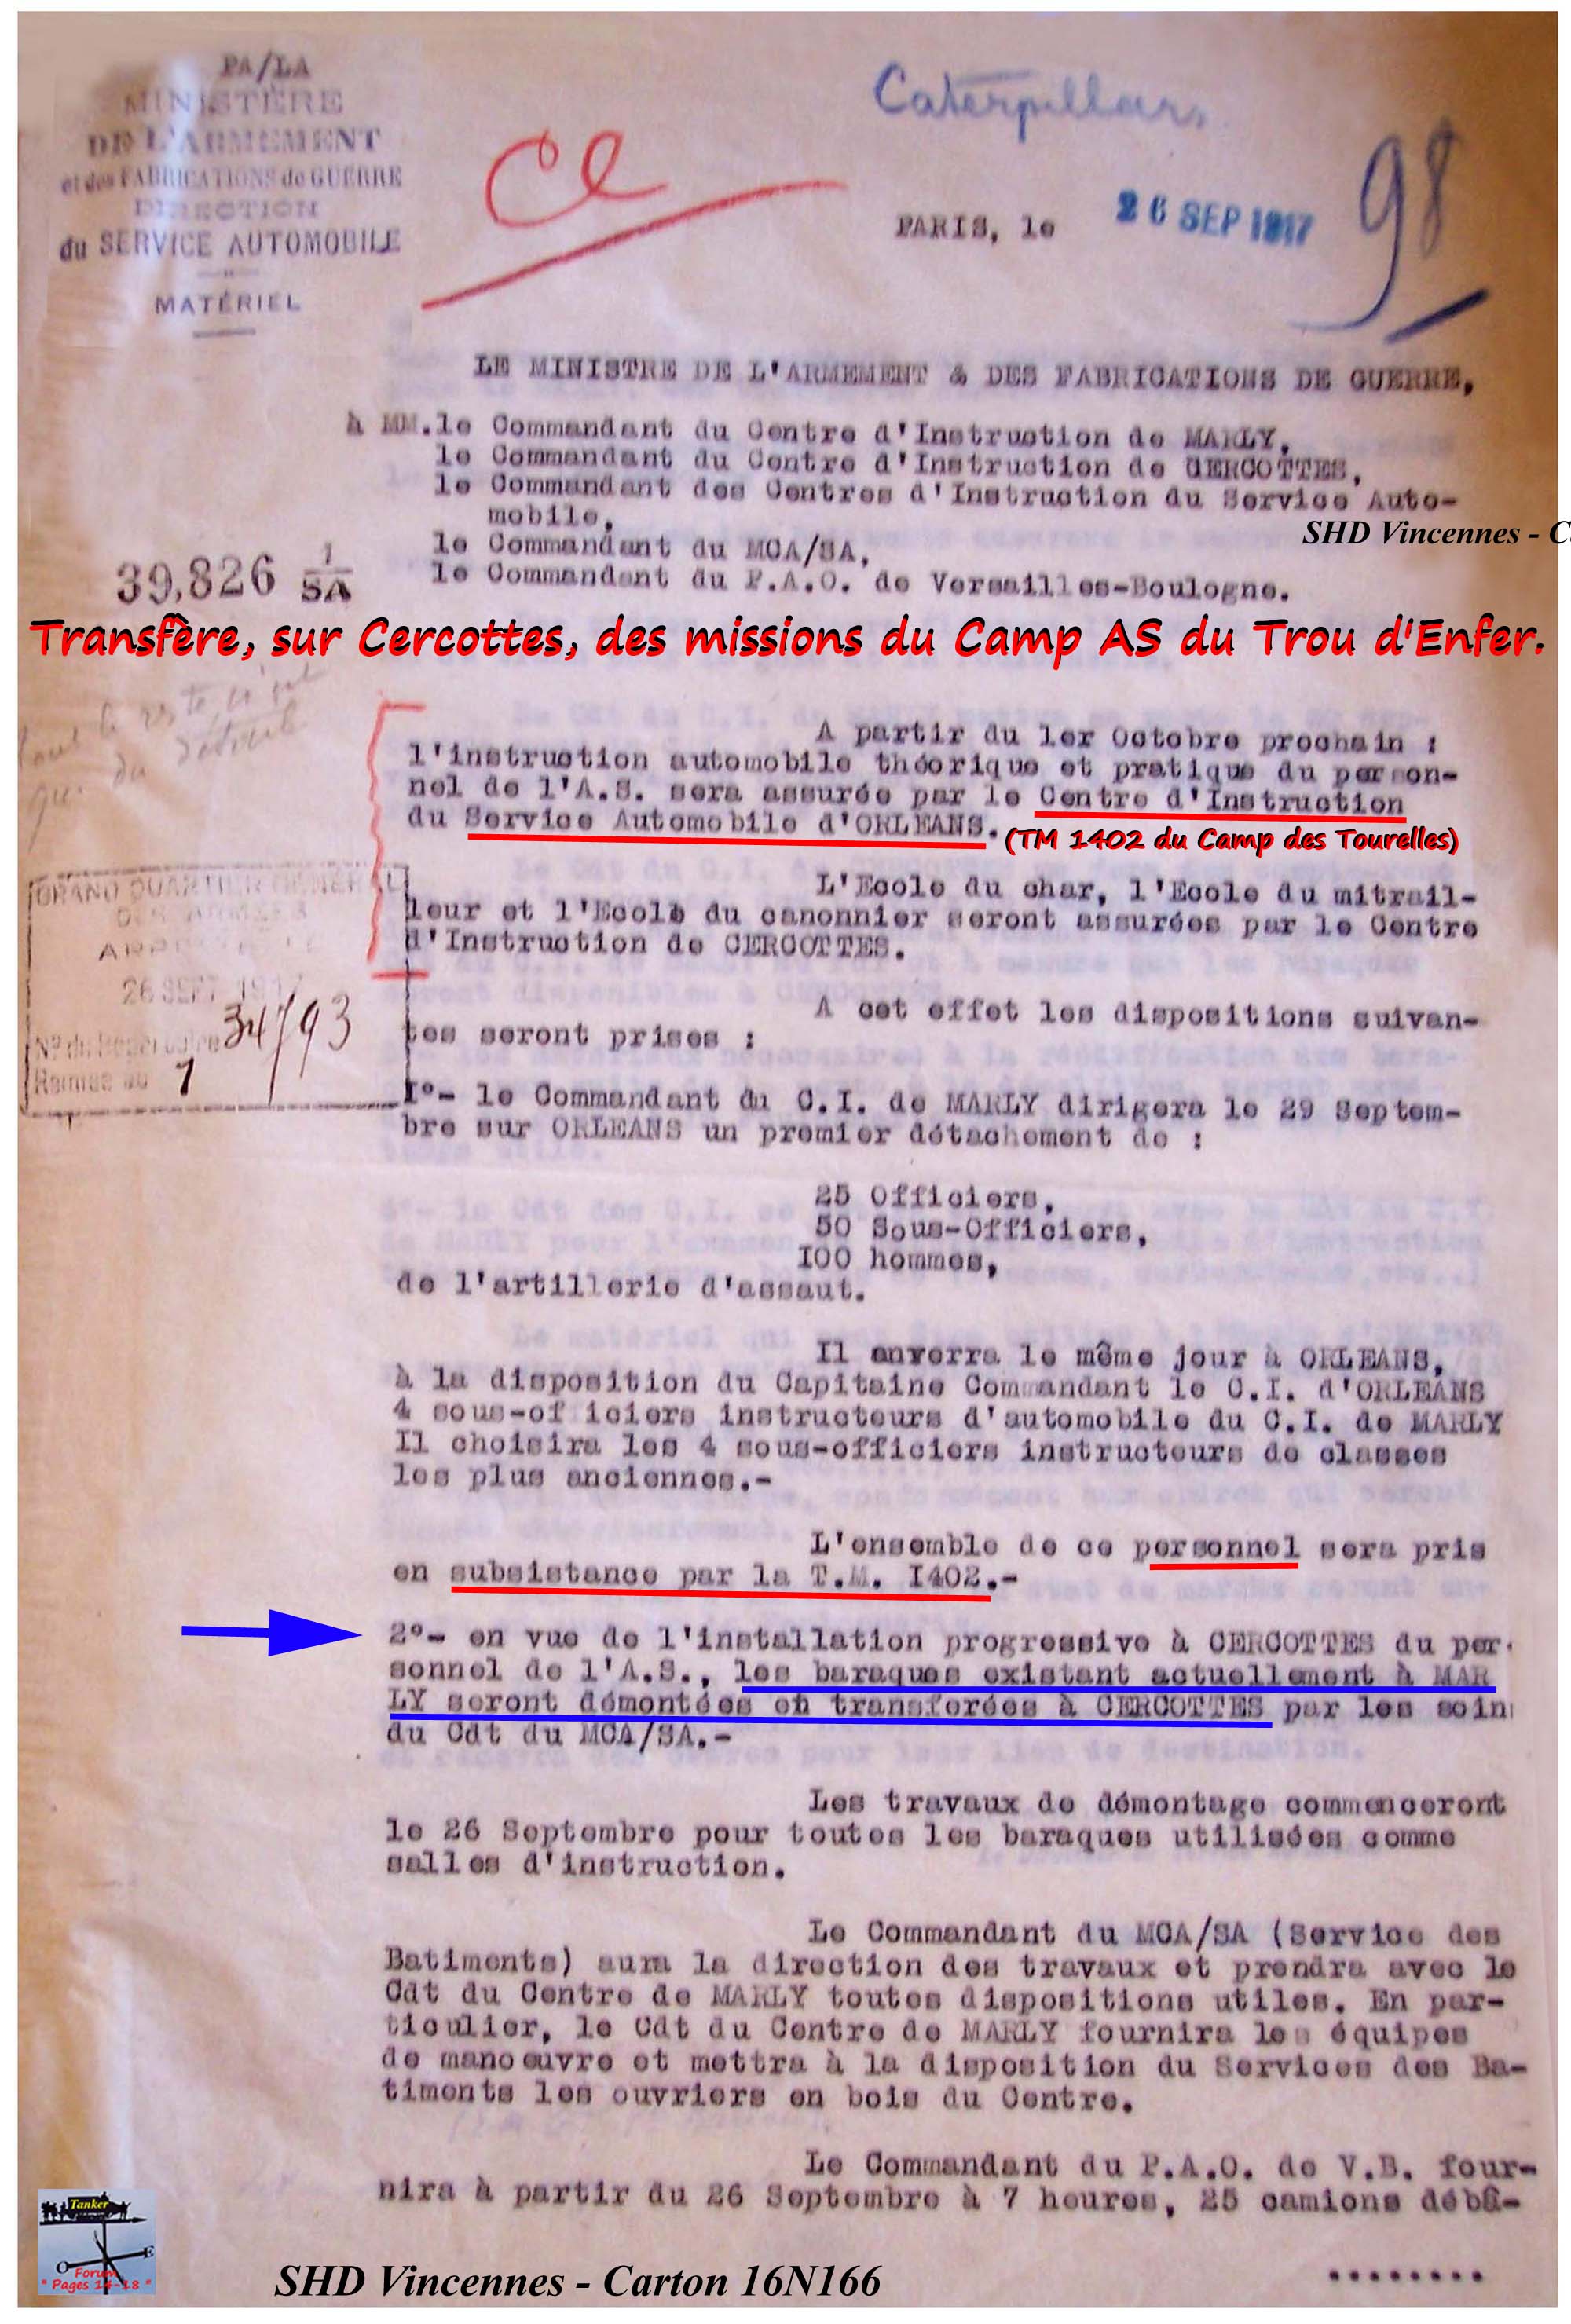 PA/LA
MINISTÈRE
DE L'ARMEMENT
et des FABRICATIONS de GUERRE
DIRECTION
du SERVICE AUTOMOBILE
MATÉRIEL
Caterpillars
PARIS, le
26 SEP 1917
98
LE MINISTRE DE L'ARMEMENT & DES FABRICATIONS DE GUERRE,
à MM.le Commandant du Centre d'Instruction de MARLY,
le Commandant du Centre d'Instruction de CERCOTTES,
le Commandant des Centres d'Instruction du Service Auto-
mobile,
SHD Vincennes - C
le Commandant du MCA/SA,
le Commandant du P.A.O. de Versailles-Boulogne.
39,826 1/SA
Transfère, sur Cercottes, des missions du Camp AS du Trou d'Enfer.
A partir du 1er Octobre prochain :
l'instruction automobile théorique et pratique du person-
nel de l'A.S. sera assurée par le Centre d'Instruction
du Service Automobile d'ORLEANS.
(TM 1402 du Camp des Tourelles)
L'Ecole du char, l'Ecole du mitrail-
leur et l'Ecole du canonnier seront assurées par le Centre
d'Instruction de CERCOTTES.
GRAND QUARTIER GENERAL
26 SEPT 1917
34793
Remise au 1
A cet effet les dispositions suivan-
tes seront prises :
I°- le Commandant du C.I. de MARLY dirigera le 29 Septem-
bre sur ORLEANS un premier détachement de :
25 Officiers,
50 Sous-Officiers,
I00 hommes,
de l'artillerie d'assaut.
Il enverra le même jour à ORLEANS,
à la disposition du Capitaine Commandant le C.I. d'ORLEANS
4 sous-of iciers instructeurs d'automobile du C.I. de MARLY
Il choisira les 4 sous-officiers instructeurs de classes
les plus anciennes.-
L'ensemble de ce personnel sera pris
en subsistance par la T.M. I402.-
2°- en vue de l'installation progressive à CERCOTTES du per-
sonnel de l'A.S., les baraques existant actuellement à MAR
LY seront démontées et transferées à CERCOTTES par les soin
du Cdt du MCA/SA.-
Les travaux de démontage commenceront
le 26 Septembre pour toutes les baraques utilisées comme
salles d'instruction.
Le Commandant du MCA/SA (Service des
Batiments) aura la direction des travaux et prendra avec le
Cdt du Centre de MARLY toutes dispositions utiles. En par-
ticulier, le Cdt du Centre de MARLY fournira les équipes
de manoeuvre et mettra à la disposition du Services des Ba-
timents les ouvriers en bois du Centre.
Le Commandant du P.A.O. de V.B. four-
nira à partir du 26 Septembre à 7 heures, 25 camions débâ-
........
Tanker
O E
Forum
" Pages 14-18 "
SHD Vincennes - Carton 16N166